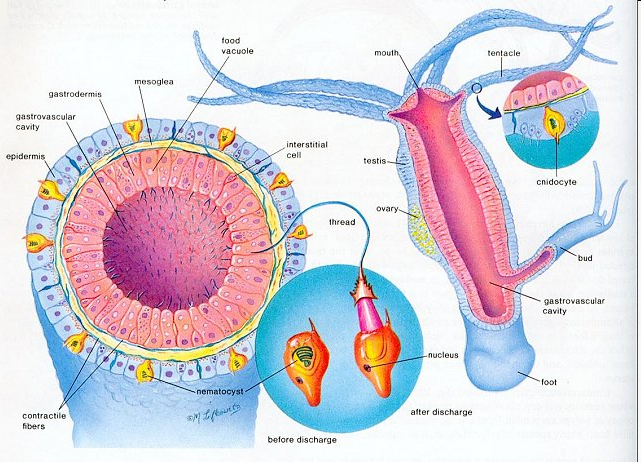 food
vacuole
mesoglea
gastrodermis
gastrovascular
cavity
epidermis
interstitial
cell
mouth
tentacle
testis
cnidocyte
ovary
thread
bud
gastrovascular
cavity
nucleus
foot
nematocyst
contractile
fibers
before discharge
after discharge